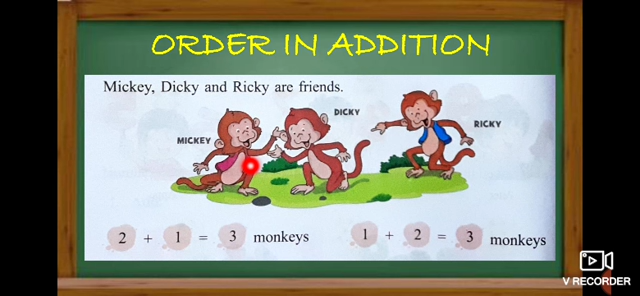 ORDER IN ADDITION
Mickey, Dicky and Ricky are friends.
DICKY
RICKY
MICKEY
2 + 1 = 3 monkeys
1 + 2 = 3 monkeys
V RECORDER